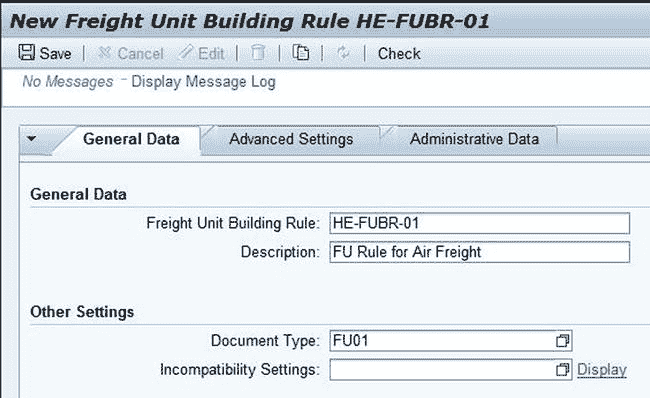 New Freight Unit Building Rule HE-FUBR-01
Save Cancel Edit Check
No Messages - Display Message Log
General Data Advanced Settings Administrative Data
General Data
Freight Unit Building Rule: HE-FUBR-01
Description: FU Rule for Air Freight
Other Settings
Document Type: FU01
Incompatibility Settings: Display